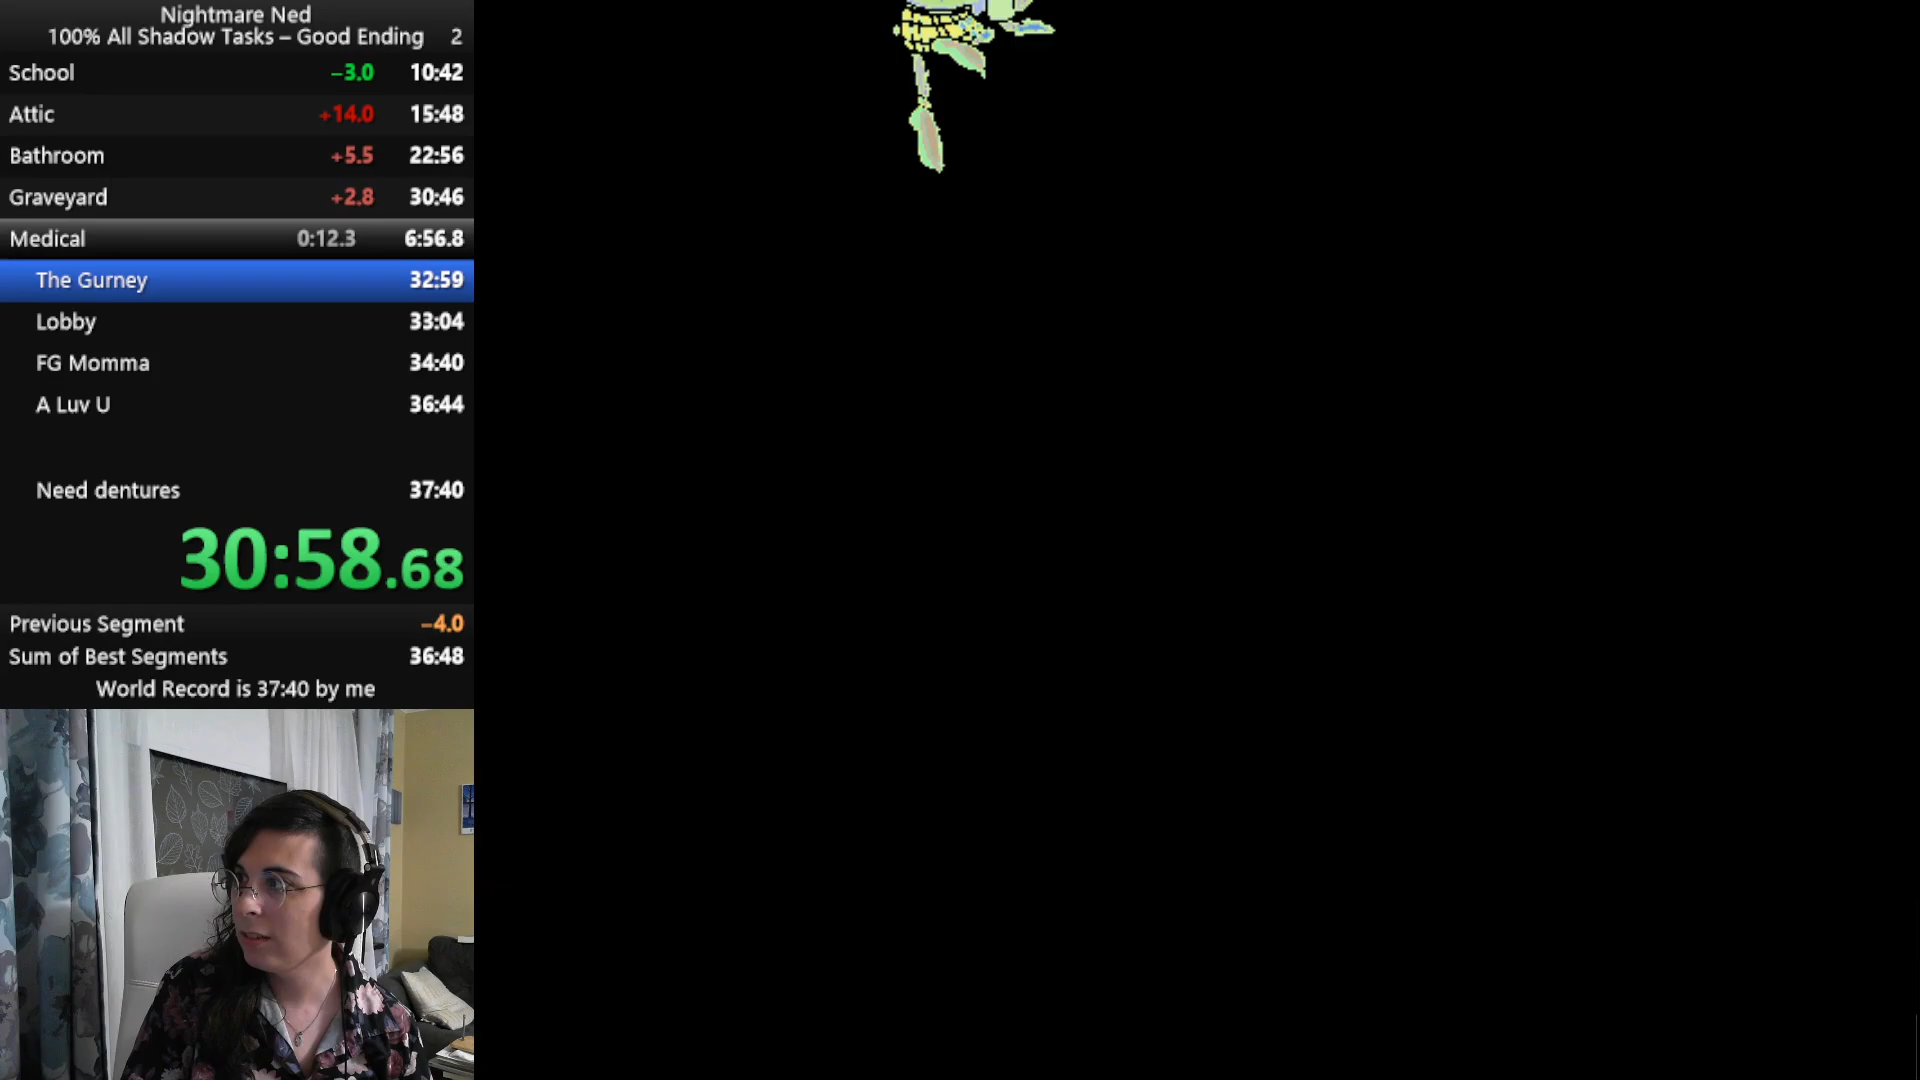 Nightmare Ned
100% All Shadow Tasks – Good Ending 2
School −3.0 10:42
Attic +14.0 15:48
Bathroom +5.5 22:56
Graveyard +2.8 30:46
Medical 0:12.3 6:56.8
The Gurney 32:59
Lobby 33:04
FG Momma 34:40
A Luv U 36:44
Need dentures 37:40
30:58.68
Previous Segment −4.0
Sum of Best Segments 36:48
World Record is 37:40 by me